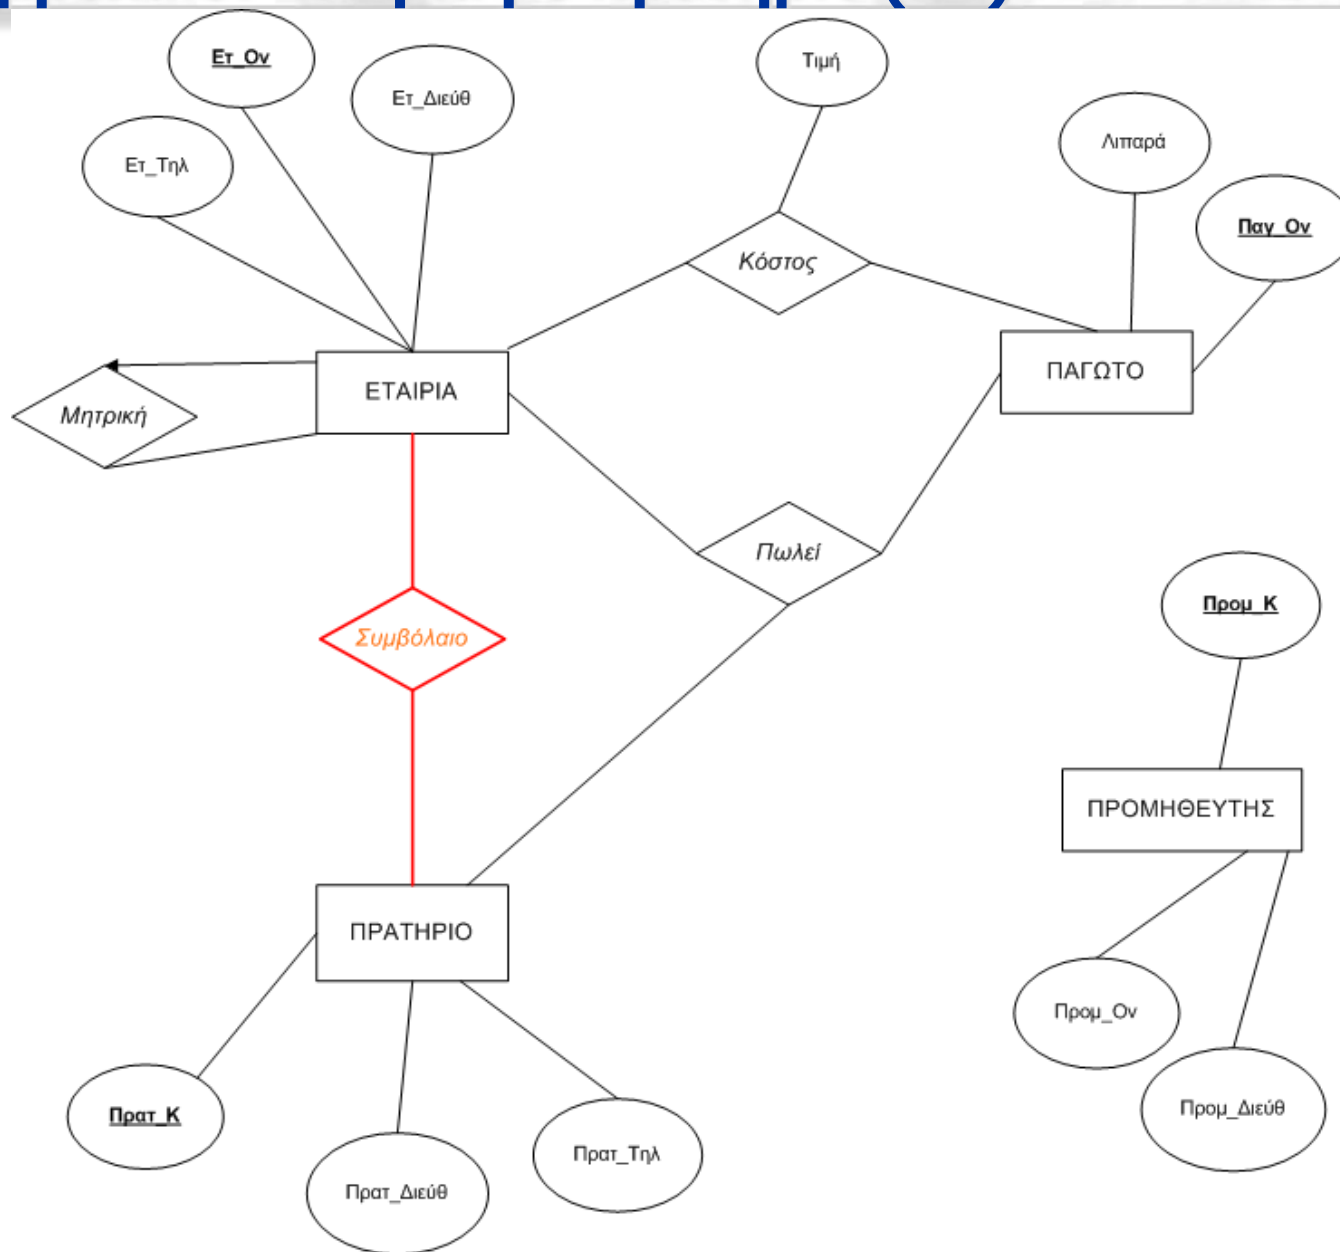 Ετ_Ον
Ετ_Διεύθ
Τιμή
Ετ_Τηλ
Λιπαρά
Παγ_Ον
Κόστος
ΕΤΑΙΡΙΑ
ΠΑΓΩΤΟ
Μητρική
Πωλεί
Συμβόλαιο
Προμ_Κ
ΠΡΟΜΗΘΕΥΤΗΣ
ΠΡΑΤΗΡΙΟ
Προμ_Ον
Πρατ_Κ
Προμ_Διεύθ
Πρατ_Τηλ
Πρατ_Διεύθ